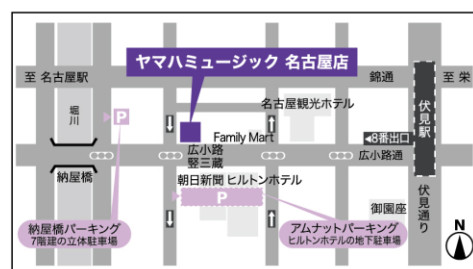 ヤマハミュージック 名古屋店
至 名古屋駅
錦通
至 栄
堀川
P
名古屋観光ホテル
伏見駅
Family Mart
◀8番出口
広小路
竪三蔵
広小路通
納屋橋
朝日新聞 ヒルトンホテル
P
伏見通り
御園座
納屋橋パーキング
7階建の立体駐車場
アムナットパーキング
ヒルトンホテルの地下駐車場
N